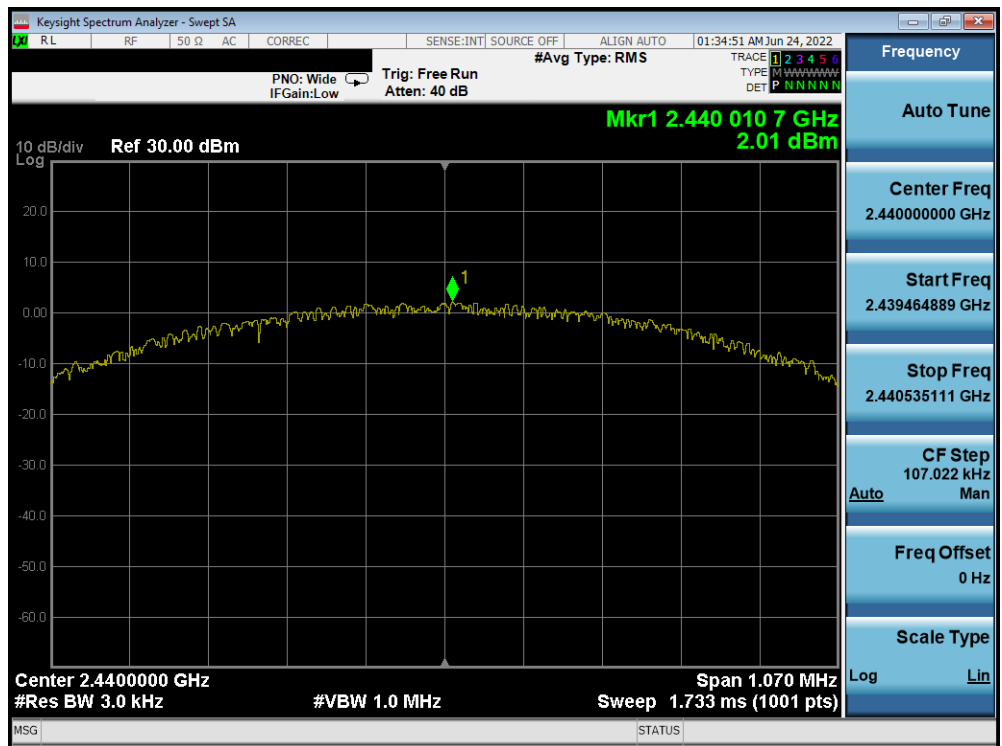 Keysight Spectrum Analyzer - Swept SA
LXI RL RF 50 Ω AC CORREC SENSE:INT SOURCE OFF ALIGN AUTO 01:34:51 AM Jun 24, 2022
PNO: Wide Trig: Free Run #Avg Type: RMS TRACE 1 2 3 4 5 6
IFGain:Low Atten: 40 dB TYPE M WWWWW
DET P N N N N N
Mkr1 2.440 010 7 GHz
2.01 dBm
10 dB/div Ref 30.00 dBm
Log
20.0
10.0
1
0.00
-10.0
-20.0
-30.0
-40.0
-50.0
-60.0
Center 2.4400000 GHz Span 1.070 MHz
#Res BW 3.0 kHz #VBW 1.0 MHz Sweep 1.733 ms (1001 pts)
MSG STATUS
Frequency
Auto Tune
Center Freq
2.440000000 GHz
Start Freq
2.439464889 GHz
Stop Freq
2.440535111 GHz
CF Step
107.022 kHz
Auto Man
Freq Offset
0 Hz
Scale Type
Log Lin